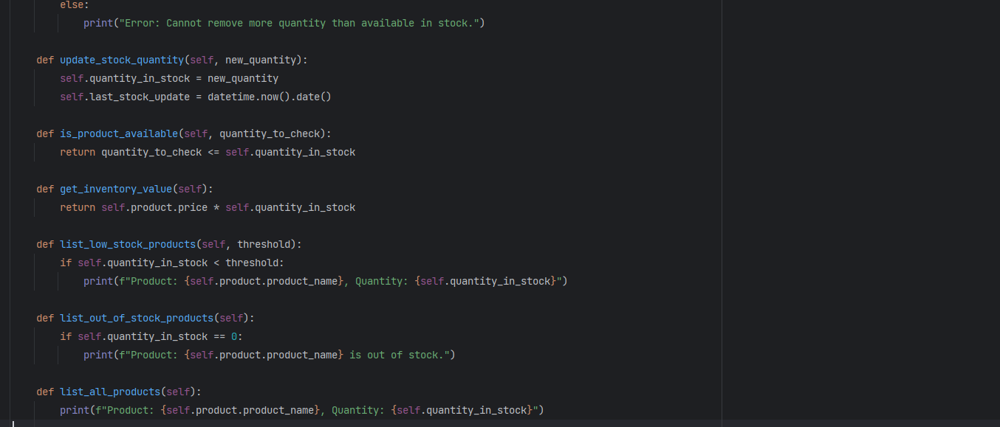 else:
            print("Error: Cannot remove more quantity than available in stock.")

    def update_stock_quantity(self, new_quantity):
        self.quantity_in_stock = new_quantity
        self.last_stock_update = datetime.now().date()

    def is_product_available(self, quantity_to_check):
        return quantity_to_check <= self.quantity_in_stock

    def get_inventory_value(self):
        return self.product.price * self.quantity_in_stock

    def list_low_stock_products(self, threshold):
        if self.quantity_in_stock < threshold:
            print(f"Product: {self.product.product_name}, Quantity: {self.quantity_in_stock}")

    def list_out_of_stock_products(self):
        if self.quantity_in_stock == 0:
            print(f"Product: {self.product.product_name} is out of stock.")

    def list_all_products(self):
        print(f"Product: {self.product.product_name}, Quantity: {self.quantity_in_stock}")